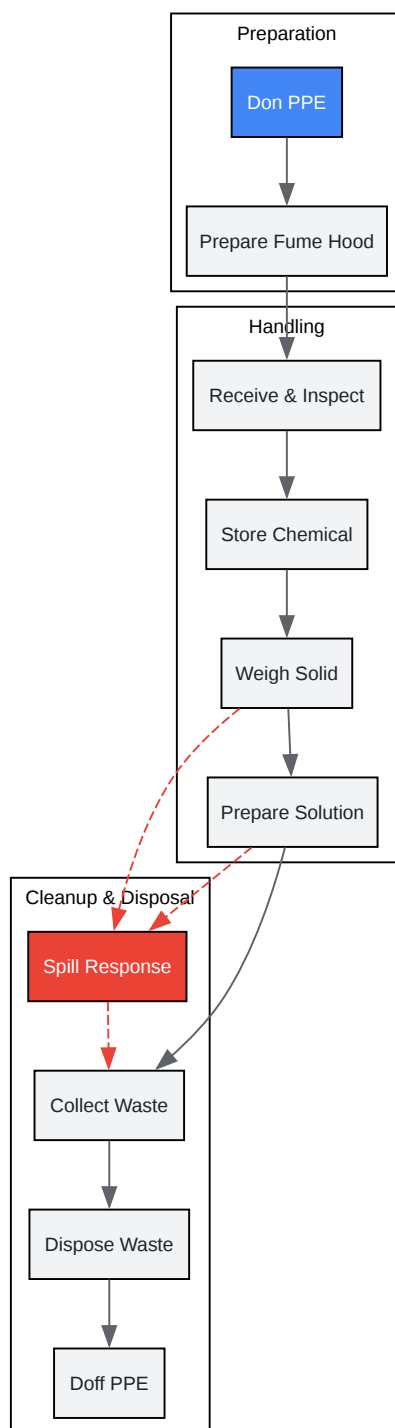 Preparation
Don PPE
Prepare Fume Hood
Handling
Receive & Inspect
Store Chemical
Weigh Solid
Prepare Solution
Cleanup & Disposal
Spill Response
Collect Waste
Dispose Waste
Doff PPE